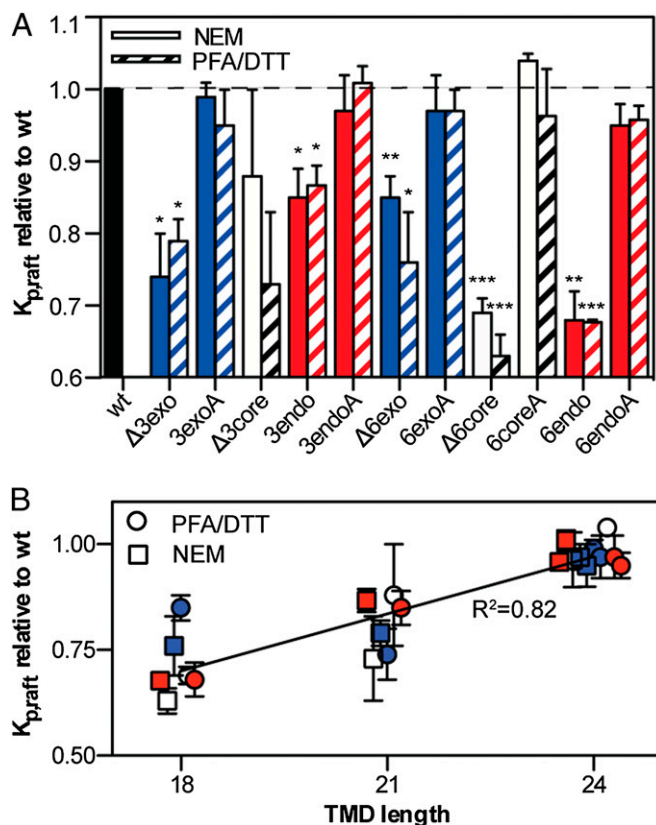 A
NEM
PFA/DTT
K_p,raft relative to wt
1.1
1.0
0.9
0.8
0.7
0.6
* * * * ** * *** *** ** ***
wt Δ3exo 3exoA Δ3core 3endo 3endoA Δ6exo 6exoA Δ6core 6coreA 6endo 6endoA
B
PFA/DTT
NEM
K_p,raft relative to wt
1.00
0.75
0.50
R²=0.82
18 21 24
TMD length